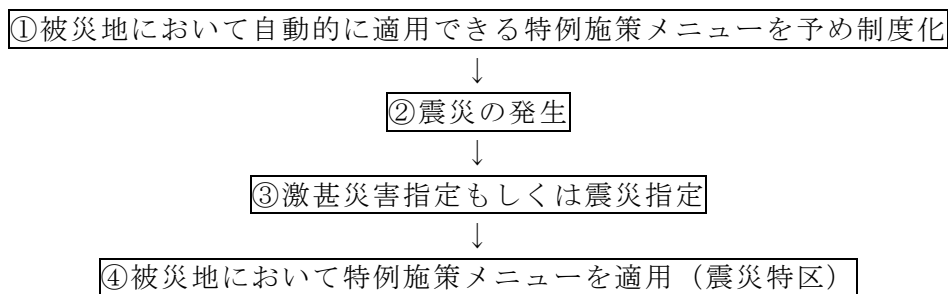 ①被災地において自動的に適用できる特例施策メニューを予め制度化
↓
②震災の発生
↓
③激甚災害指定もしくは震災指定
↓
④被災地において特例施策メニューを適用（震災特区）